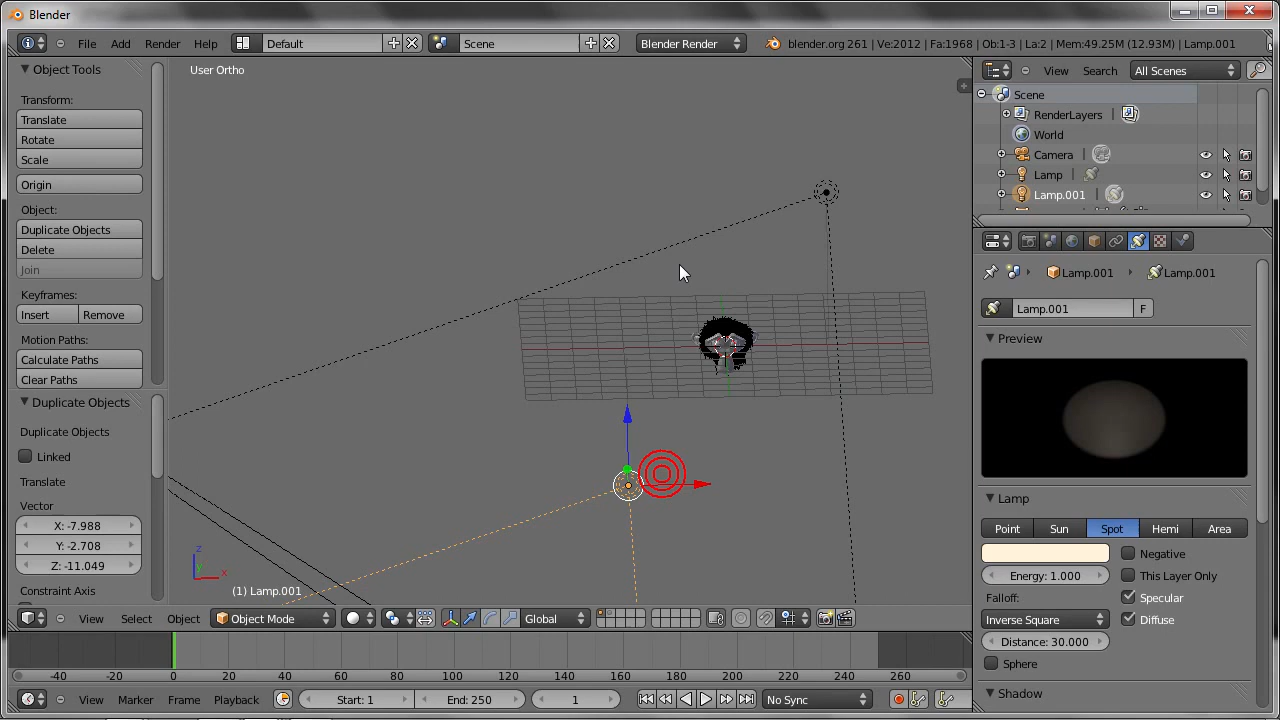 Blender
File Add Render Help Default Scene Blender Render blender.org 261 | Ve:2012 | Fa:1968 | Ob:1-3 | La:2 | Mem:49.25M (12.93M) | Lamp.001
Object Tools
Transform:
Translate
Rotate
Scale
Origin
Object:
Duplicate Objects
Delete
Join
Keyframes:
Insert Remove
Motion Paths:
Calculate Paths
Clear Paths
Duplicate Objects
Duplicate Objects
Linked
Translate
Vector
X: -7.988
Y: -2.708
Z: -11.049
Constraint Axis
User Ortho
z
y
x
(1) Lamp.001
View Select Object Object Mode Global
-40 -20 0 20 40 60 80 100 120 140 160 180 200 220 240 260
View Marker Frame Playback Start: 1 End: 250 1 No Sync
View Search All Scenes
Scene
RenderLayers |
World
Camera |
Lamp |
Lamp.001 |
Lamp.001 Lamp.001
Lamp.001 F
Preview
Lamp
Point Sun Spot Hemi Area
Negative
Energy: 1.000 This Layer Only
Falloff: Specular
Inverse Square Diffuse
Distance: 30.000
Sphere
Shadow